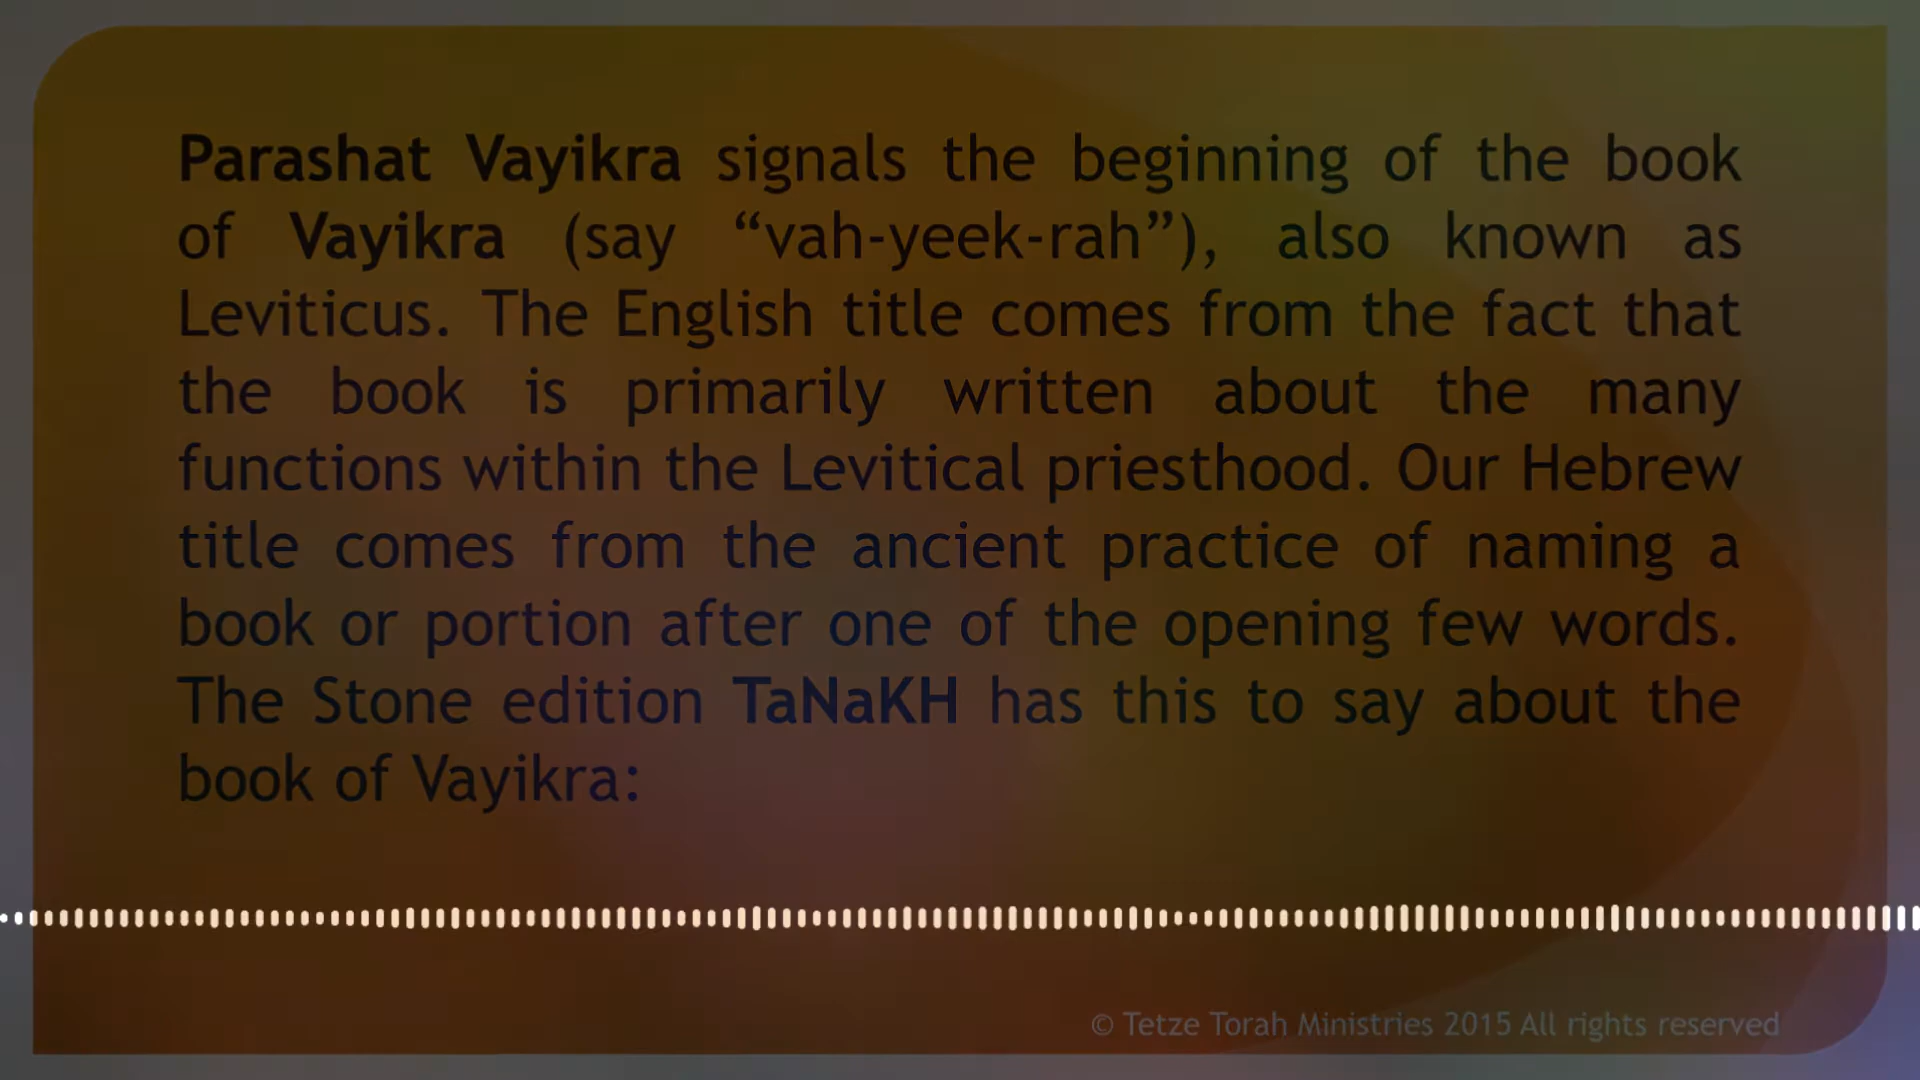 Parashat Vayikra signals the beginning of the book
of Vayikra (say “vah-yeek-rah”), also known as
Leviticus. The English title comes from the fact that
the book is primarily written about the many
functions within the Levitical priesthood. Our Hebrew
title comes from the ancient practice of naming a
book or portion after one of the opening few words.
The Stone edition TaNaKH has this to say about the
book of Vayikra:
© Tetze Torah Ministries 2015 All rights reserved